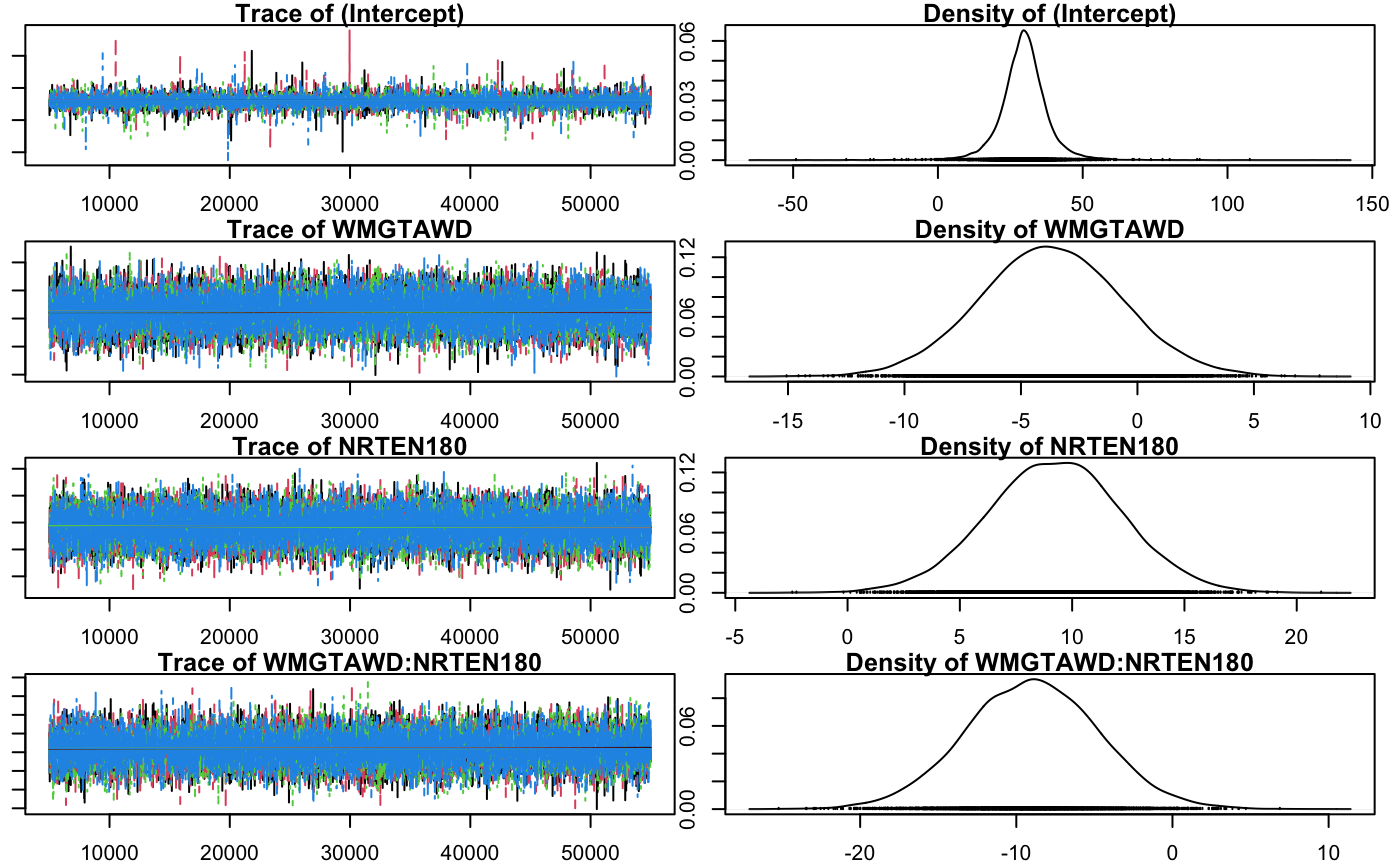 Trace of (Intercept)
Density of (Intercept)
0.00 0.03 0.06
10000 20000 30000 40000 50000
-50 0 50 100 150
Trace of WMGTAWD
Density of WMGTAWD
0.00 0.06 0.12
10000 20000 30000 40000 50000
-15 -10 -5 0 5 10
Trace of NRTEN180
Density of NRTEN180
0.00 0.06 0.12
10000 20000 30000 40000 50000
-5 0 5 10 15 20
Trace of WMGTAWD:NRTEN180
Density of WMGTAWD:NRTEN180
0.00 0.06
10000 20000 30000 40000 50000
-20 -10 0 10